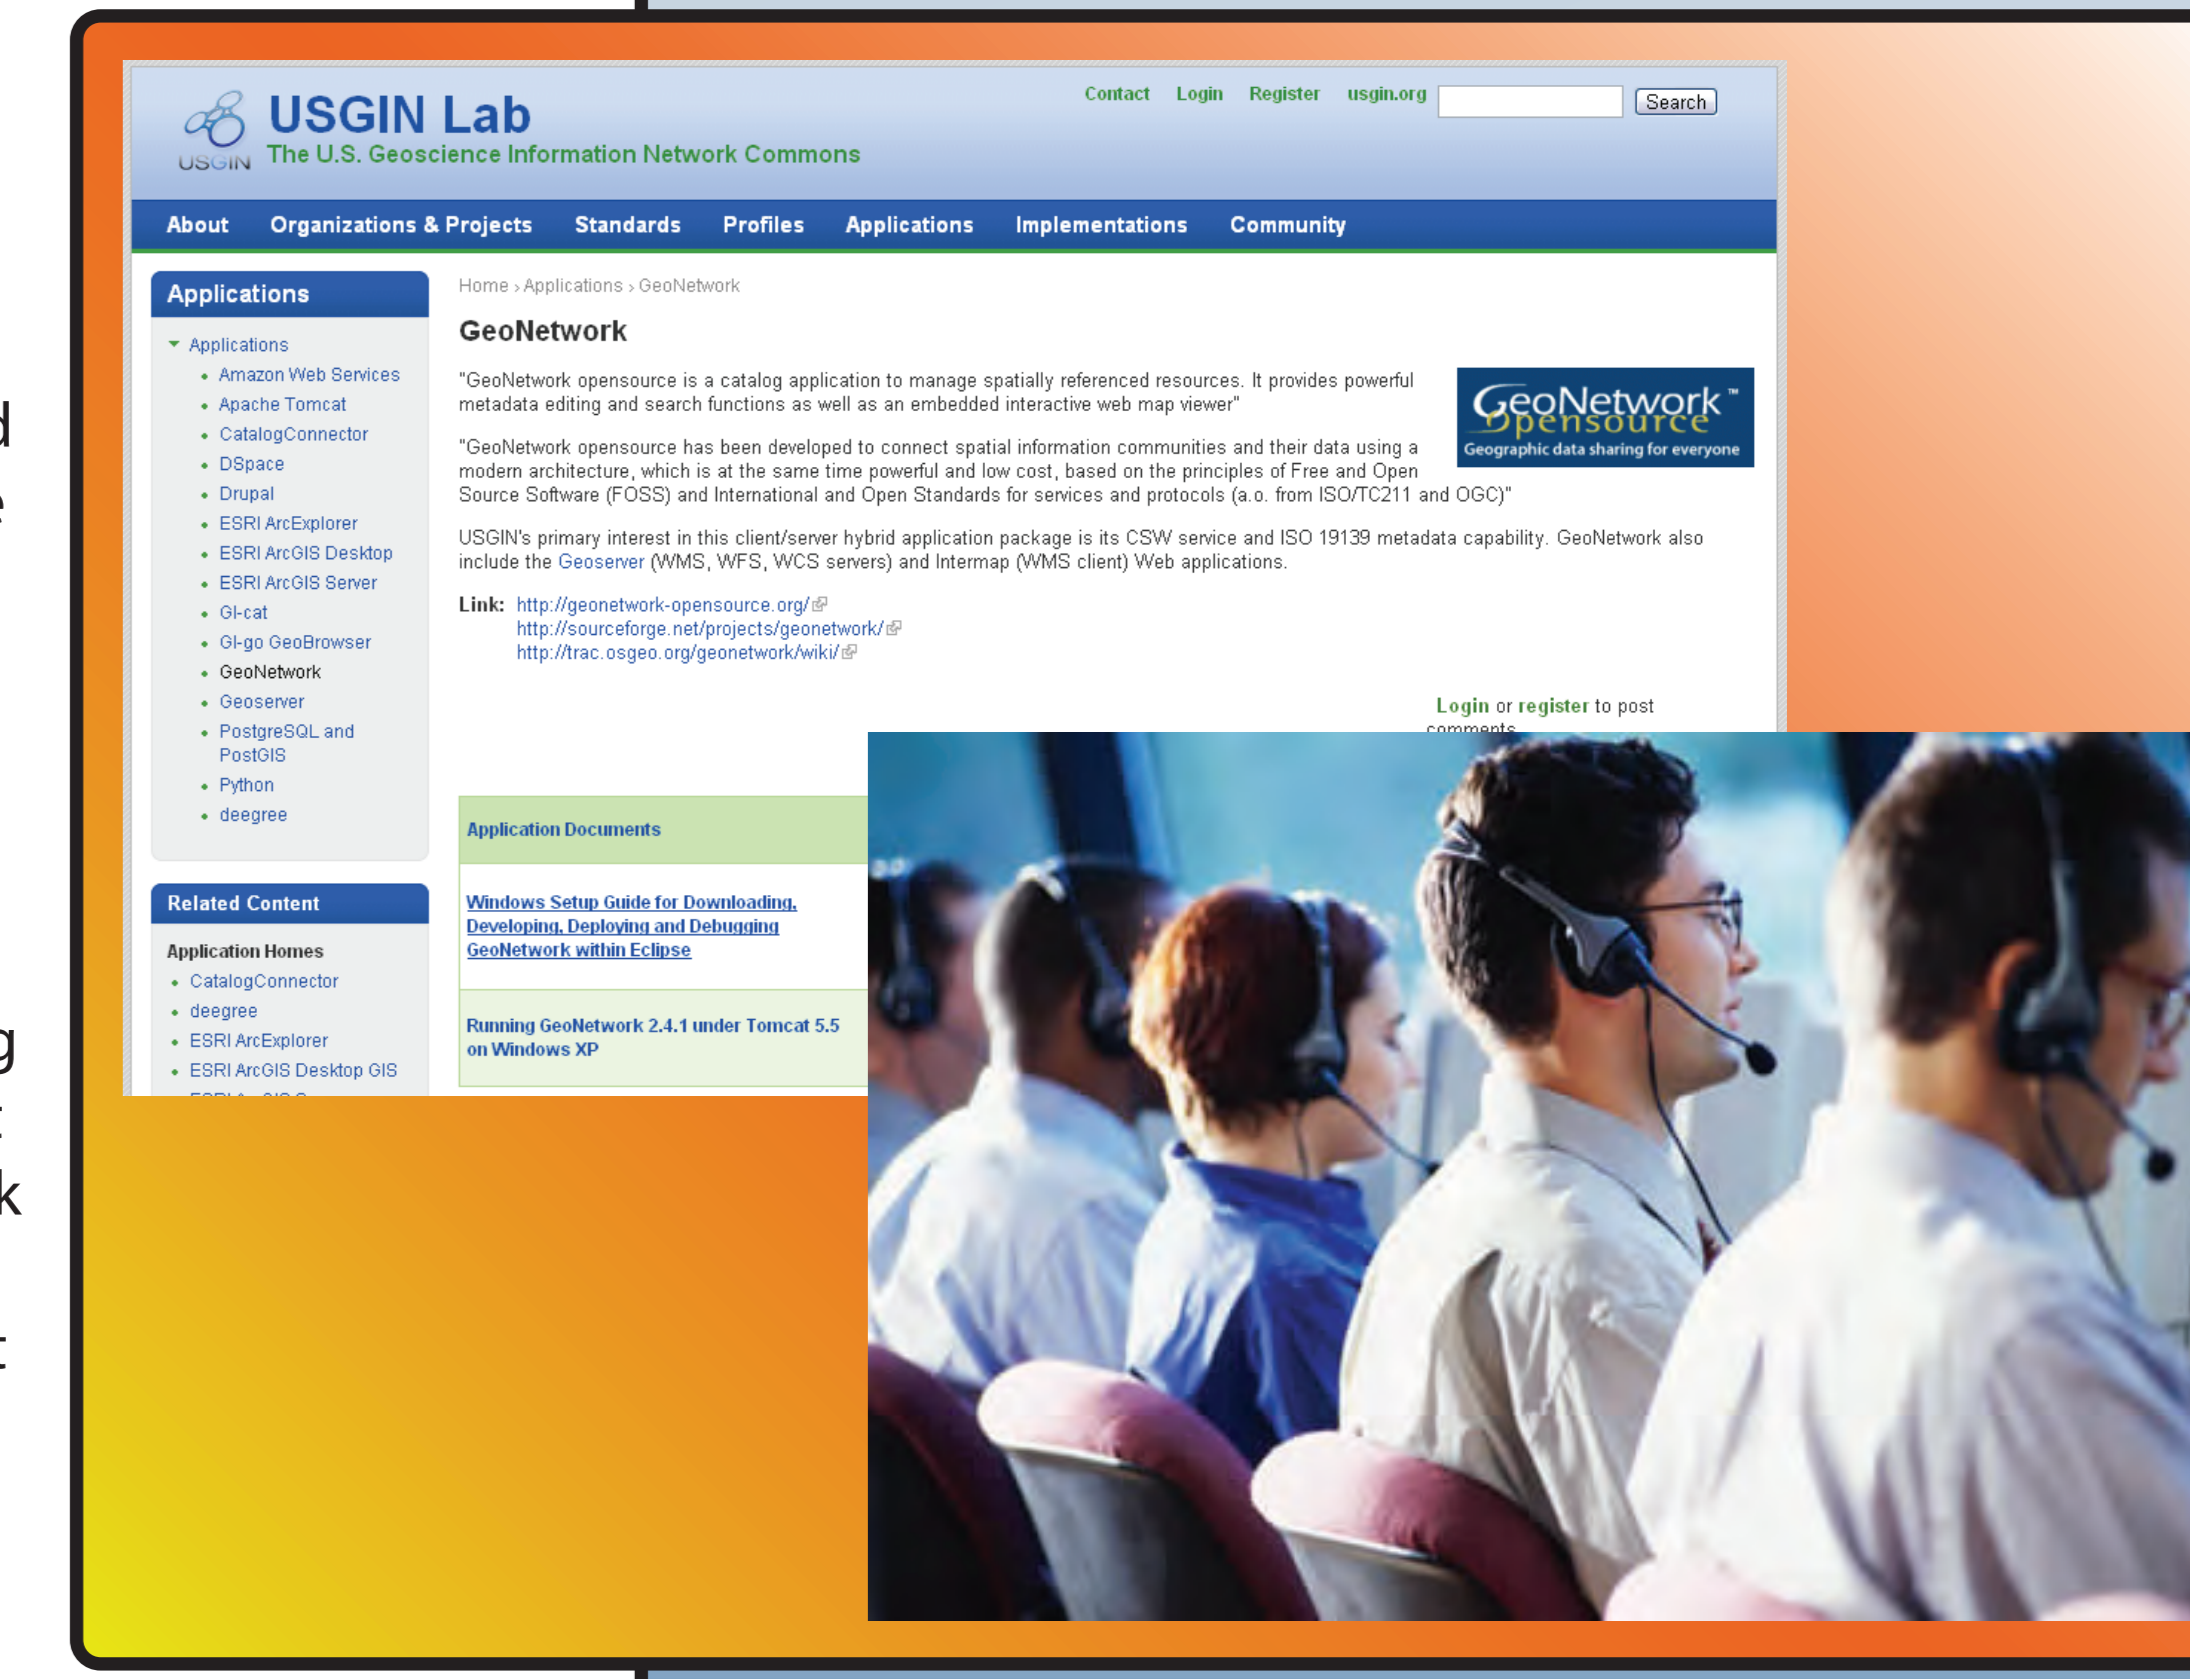 USGIN
USGIN Lab
The U.S. Geoscience Information Network Commons
Contact Login Register usgin.org Search
About Organizations & Projects Standards Profiles Applications Implementations Community
Applications
Applications
Amazon Web Services
Apache Tomcat
CatalogConnector
DSpace
Drupal
ESRI ArcExplorer
ESRI ArcGIS Desktop
ESRI ArcGIS Server
GI-cat
GI-go GeoBrowser
GeoNetwork
Geoserver
PostgreSQL and
PostGIS
Python
deegree
Related Content
Application Homes
CatalogConnector
deegree
ESRI ArcExplorer
ESRI ArcGIS Desktop GIS
Home › Applications › GeoNetwork
GeoNetwork
"GeoNetwork opensource is a catalog application to manage spatially referenced resources. It provides powerful
metadata editing and search functions as well as an embedded interactive web map viewer"
GeoNetwork™
opensource
Geographic data sharing for everyone
"GeoNetwork opensource has been developed to connect spatial information communities and their data using a
modern architecture, which is at the same time powerful and low cost, based on the principles of Free and Open
Source Software (FOSS) and International and Open Standards for services and protocols (a.o. from ISO/TC211 and OGC)"
USGIN's primary interest in this client/server hybrid application package is its CSW service and ISO 19139 metadata capability. GeoNetwork also
include the Geoserver (WMS, WFS, WCS servers) and Intermap (WMS client) Web applications.
Link: http://geonetwork-opensource.org/
http://sourceforge.net/projects/geonetwork/
http://trac.osgeo.org/geonetwork/wiki/
Login or register to post
comments
Application Documents
Windows Setup Guide for Downloading,
Developing, Deploying and Debugging
GeoNetwork within Eclipse
Running GeoNetwork 2.4.1 under Tomcat 5.5
on Windows XP